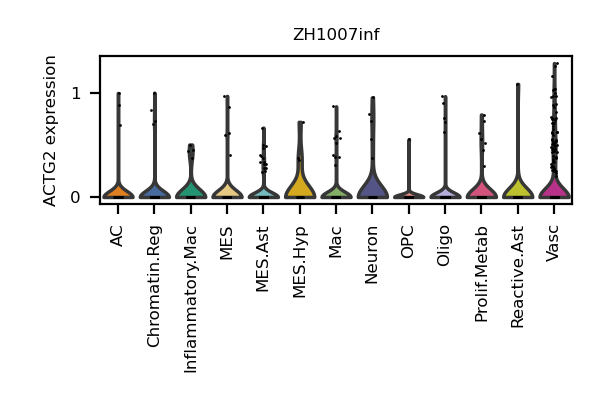 ZH1007inf
ACTG2 expression
1
0
AC
Chromatin.Reg
Inflammatory.Mac
MES
MES.Ast
MES.Hyp
Mac
Neuron
OPC
Oligo
Prolif.Metab
Reactive.Ast
Vasc